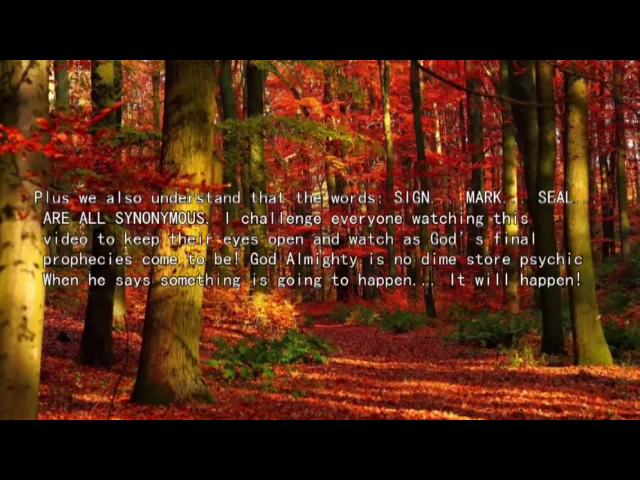 Plus we also understand that the words: SIGN... MARK... SEAL...
ARE ALL SYNONYMOUS. I challenge everyone watching this
video to keep their eyes open and watch as God's final
prophecies come to be! God Almighty is no dime store psychic
When he says something is going to happen... It will happen!